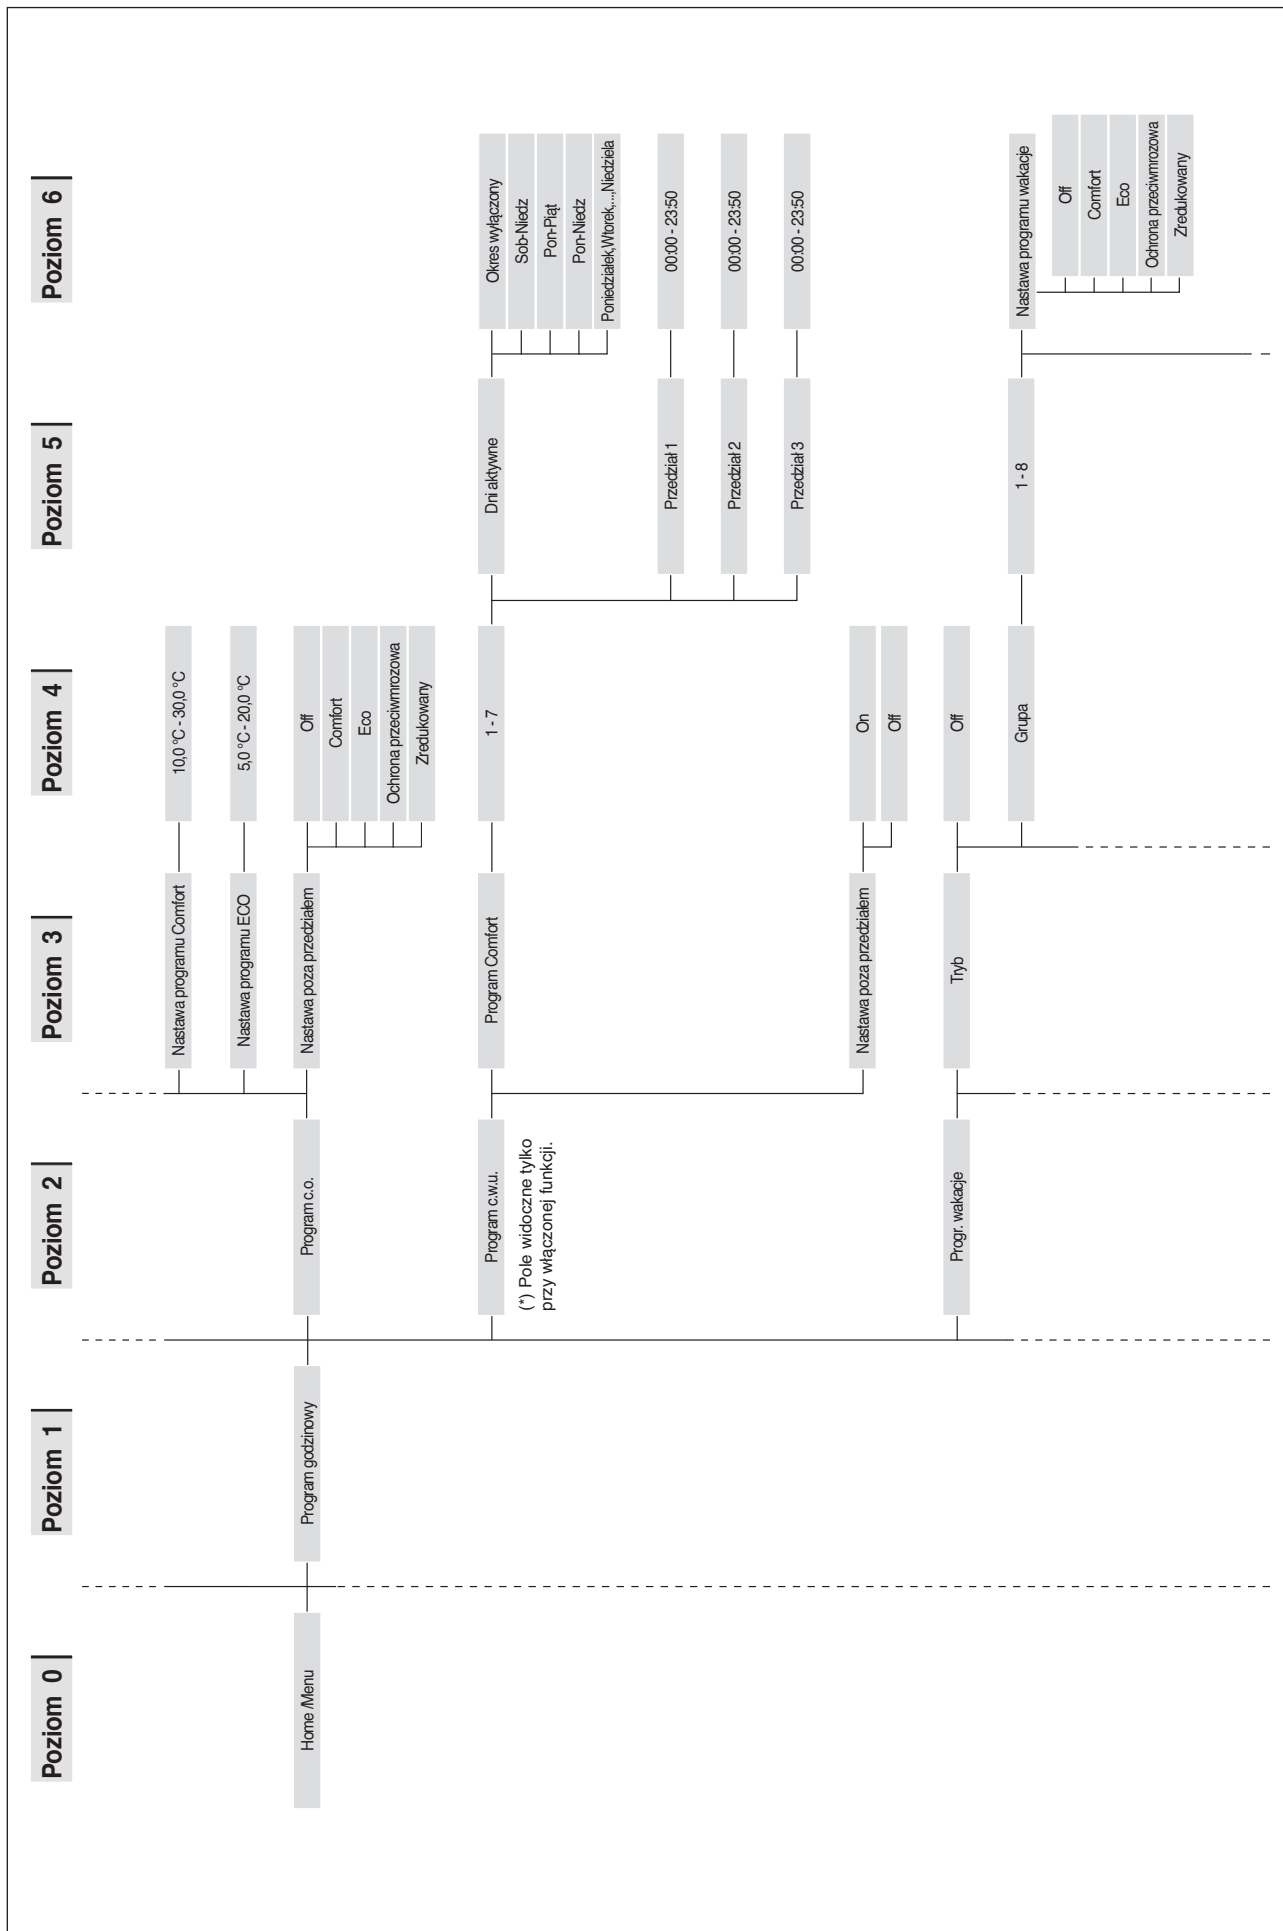 Poziom 0
Poziom 1
Poziom 2
Poziom 3
Poziom 4
Poziom 5
Poziom 6
Home /Menu
Program godzinowy
Program c.o.
Nastawa programu Comfort
10,0 °C - 30,0 °C
Nastawa programu ECO
5,0 °C - 20,0 °C
Nastawa poza przedziałem
Off
Comfort
Eco
Ochrona przeciwmrozowa
Zredukowany
Program c.w.u.
(*) Pole widoczne tylko
przy włączonej funkcji.
Program Comfort
1 - 7
Dni aktywne
Okres wyłączony
Sob-Niedz
Pon-Piąt
Pon-Niedz
Poniedziałek,Wtorek,...,Niedziela
Przedział 1
00:00 - 23:50
Przedział 2
00:00 - 23:50
Przedział 3
00:00 - 23:50
Nastawa poza przedziałem
On
Off
Progr. wakacje
Tryb
Off
Grupa
1 - 8
Nastawa programu wakacje
Off
Comfort
Eco
Ochrona przeciwmrozowa
Zredukowany